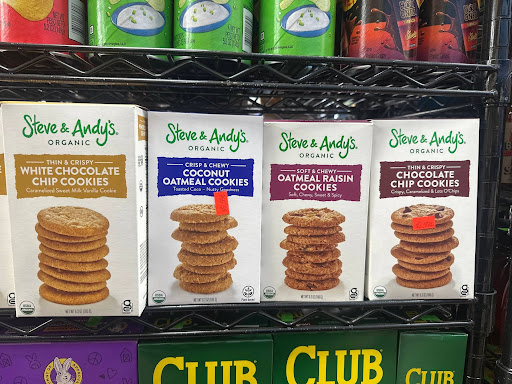 Steve & Andy's.
ORGANIC
THIN & CRISPY
WHITE CHOCOLATE
CHIP COOKIES
Caramelized Sweet Milk Vanilla Cookie
Steve & Andy's.
ORGANIC
CRISP & CHEWY
COCONUT
OATMEAL COOKIES
Toasted Coco - Nutty Goodness
Steve & Andy's.
ORGANIC
SOFT & CHEWY
OATMEAL RAISIN
COOKIES
Soft, Chewy, Sweet & Spicy
Steve & Andy's.
ORGANIC
THIN & CRISPY
CHOCOLATE
CHIP COOKIES
Crispy, Caramelized & Lots O'Chips
CLUB
CLUB
CLUB